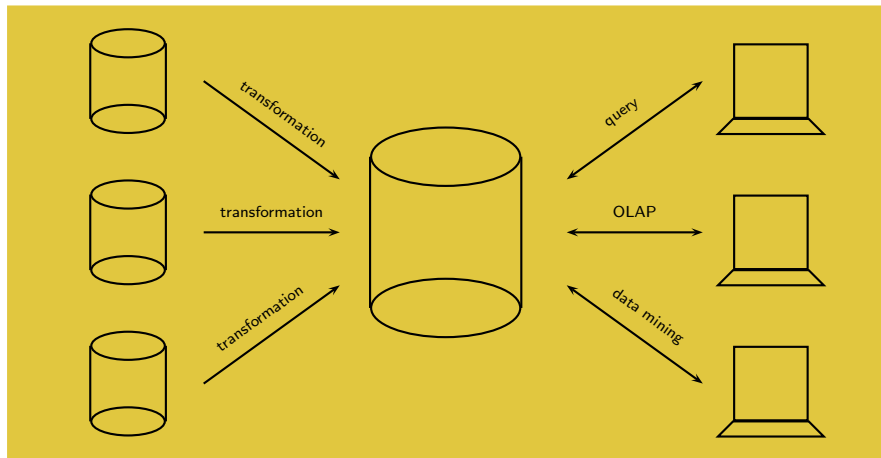 transformation
query
transformation
OLAP
transformation
data mining